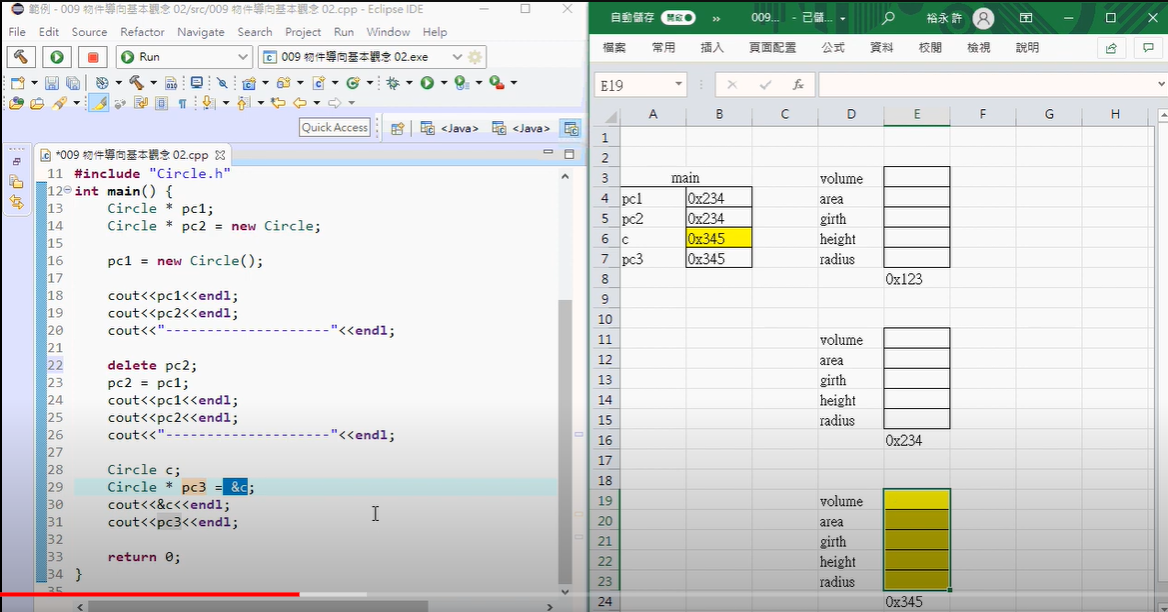 範例 - 009 物件導向基本觀念 02/src/009 物件導向基本觀念 02.cpp - Eclipse IDE
File Edit Source Refactor Navigate Search Project Run Window Help
Run
009 物件導向基本觀念 02.exe
Quick Access
<Java>
<Java>
*009 物件導向基本觀念 02.cpp
11 #include "Circle.h"
12 int main() {
13 Circle * pc1;
14 Circle * pc2 = new Circle;
15
16 pc1 = new Circle();
17
18 cout<<pc1<<endl;
19 cout<<pc2<<endl;
20 cout<<"---------------------"<<endl;
21
22 delete pc2;
23 pc2 = pc1;
24 cout<<pc1<<endl;
25 cout<<pc2<<endl;
26 cout<<"---------------------"<<endl;
27
28 Circle c;
29 Circle * pc3 = &c;
30 cout<<&c<<endl;
31 cout<<pc3<<endl;
32
33 return 0;
34 }
35
自動儲存 開啟 » 009... - 已儲... 裕永 許
檔案 常用 插入 頁面配置 公式 資料 校閱 檢視 說明
E19 fx
A B C D E F G H
1
2
3 main volume
4 pc1 0x234 area
5 pc2 0x234 girth
6 c 0x345 height
7 pc3 0x345 radius
8 0x123
9
10
11 volume
12 area
13 girth
14 height
15 radius
16 0x234
17
18
19 volume
20 area
21 girth
22 height
23 radius
24 0x345